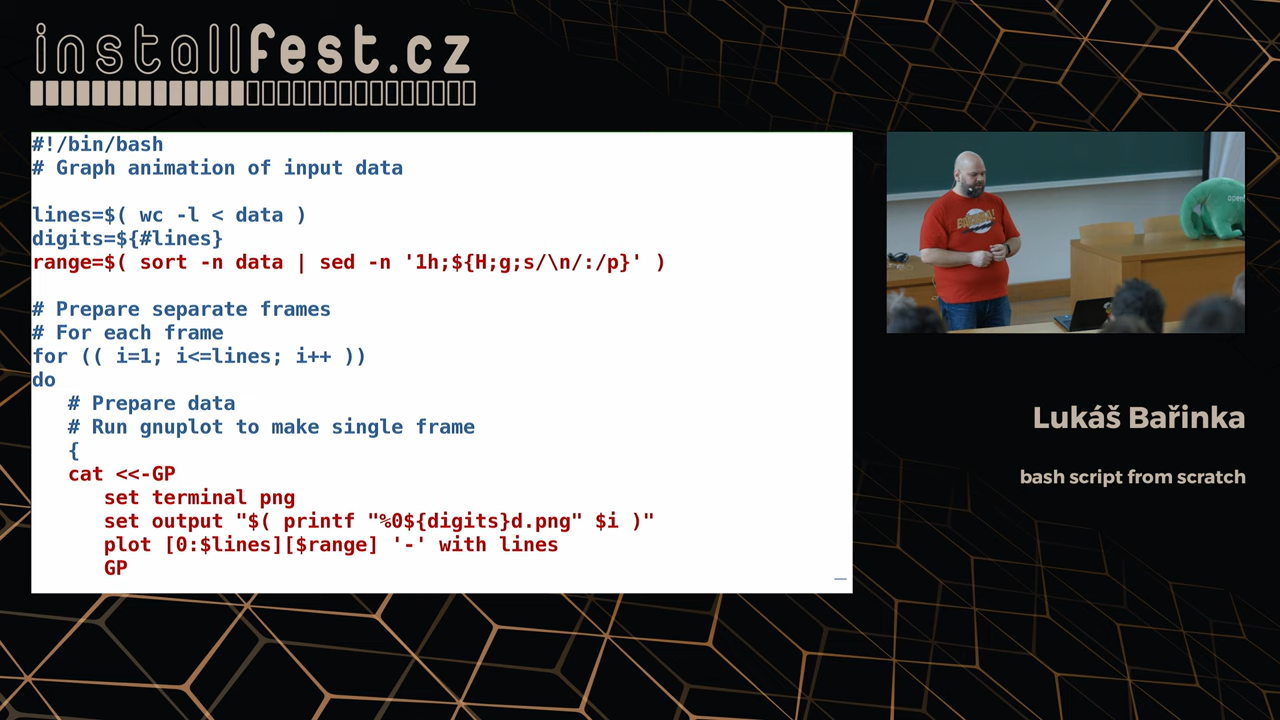 installfest.cz
#!/bin/bash
# Graph animation of input data
lines=$( wc -l < data )
digits=${#lines}
range=$( sort -n data | sed -n '1h;${H;g;s/\n/:/p}' )
# Prepare separate frames
# For each frame
for (( i=1; i<=lines; i++ ))
do
   # Prepare data
   # Run gnuplot to make single frame
   {
   cat <<-GP
      set terminal png
      set output "$( printf "%0${digits}d.png" $i )"
      plot [0:$lines][$range] '-' with lines
      GP
Lukáš Bařinka
bash script from scratch